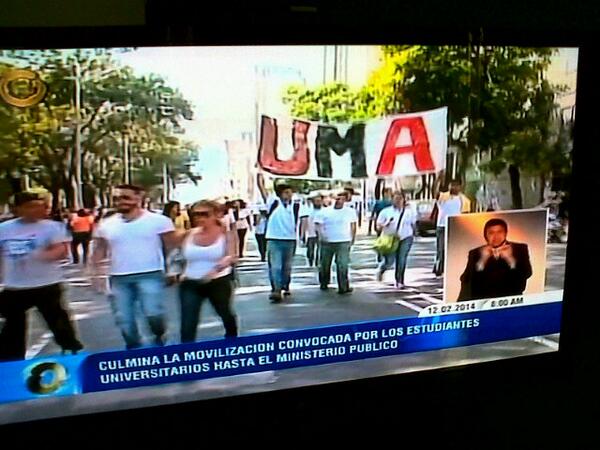 UMA
12.02.2014 6:00 AM
CULMINA LA MOVILIZACION CONVOCADA POR LOS ESTUDIANTES
UNIVERSITARIOS HASTA EL MINISTERIO PUBLICO